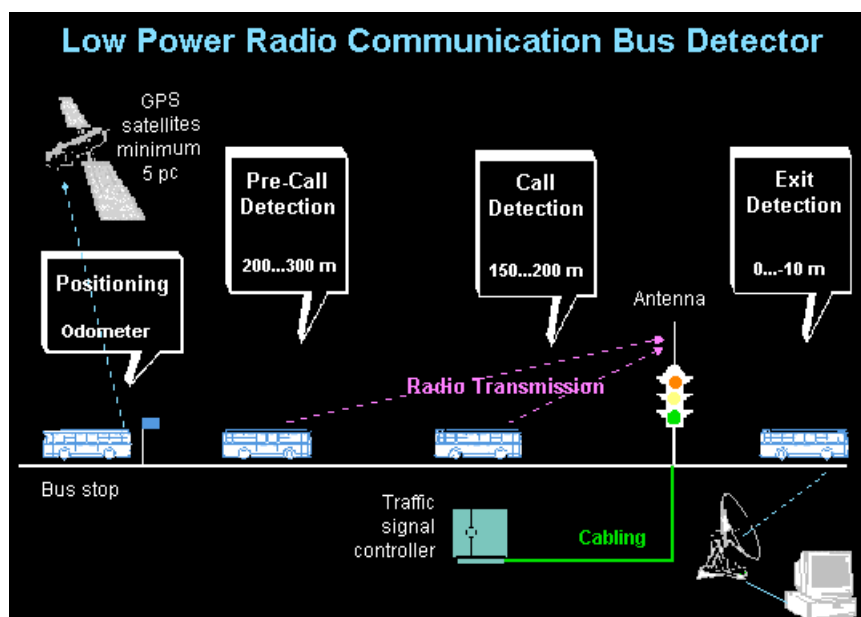 Low Power Radio Communication Bus Detector
GPS
satellites
minimum
5 pc
Pre-Call
Detection
200...300 m
Call
Detection
150...200 m
Exit
Detection
0...-10 m
Positioning
Odometer
Antenna
Radio Transmission
Bus stop
Traffic
signal
controller
Cabling